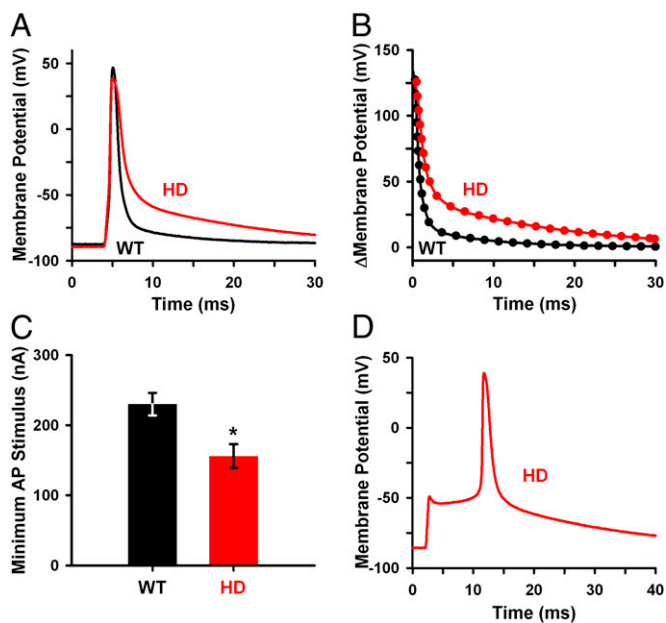 A
Membrane Potential (mV)
50
0
-50
-100
HD
WT
0
10
20
30
Time (ms)
B
ΔMembrane Potential (mV)
150
100
50
0
HD
WT
0
10
20
30
Time (ms)
C
Minimum AP Stimulus (nA)
300
200
100
0
*
WT
HD
D
Membrane Potential (mV)
50
0
-50
-100
HD
0
10
20
30
40
Time (ms)